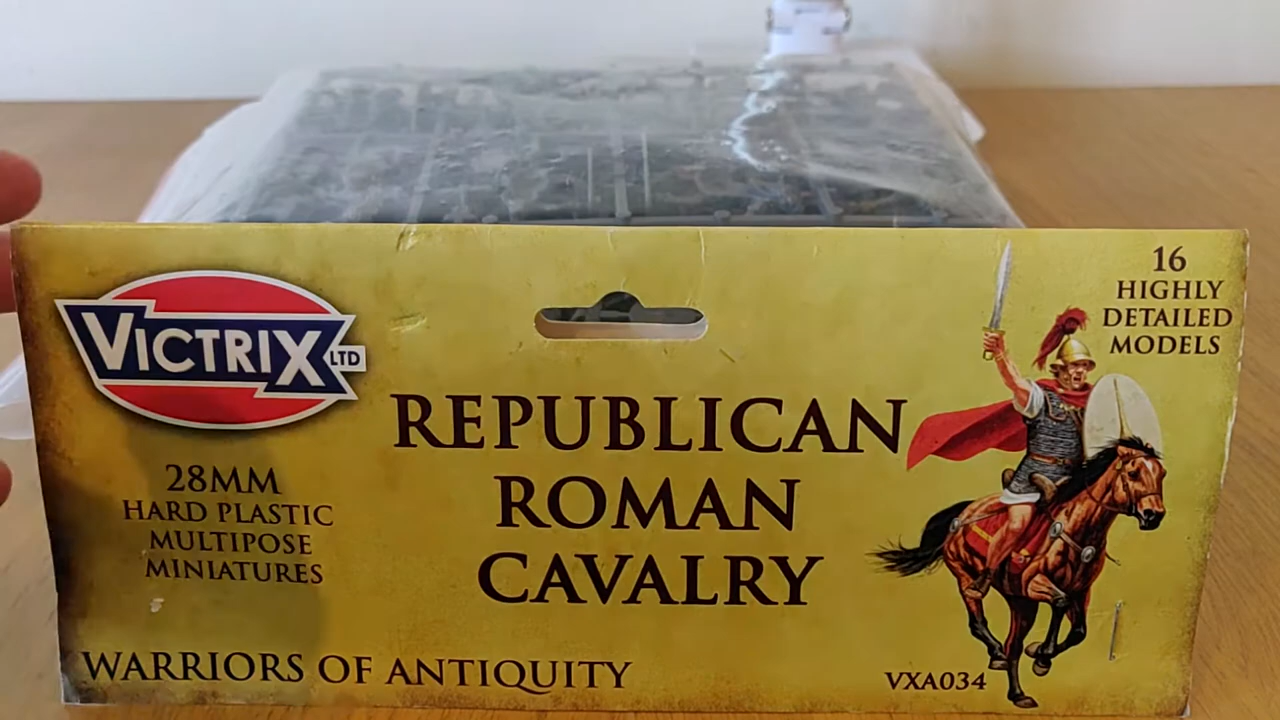 VICTRIX LTD
16
HIGHLY
DETAILED
MODELS
REPUBLICAN
ROMAN
CAVALRY
28MM
HARD PLASTIC
MULTIPOSE
MINIATURES
WARRIORS OF ANTIQUITY
VXA034